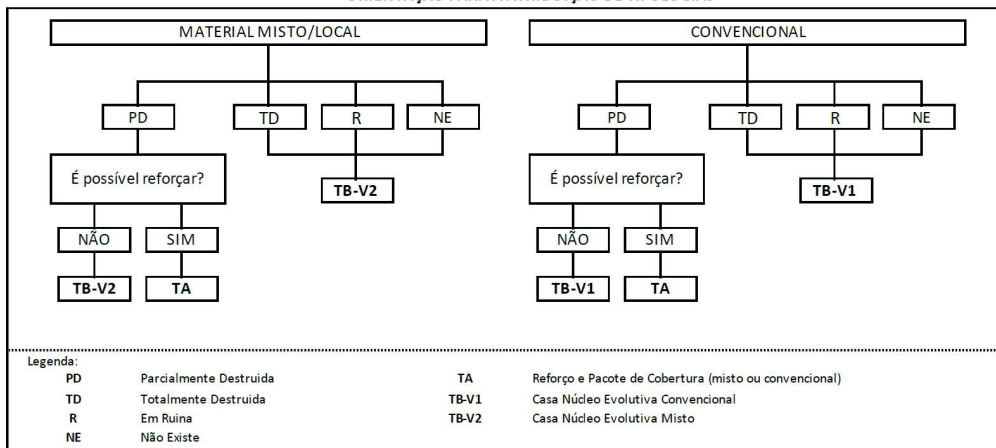 MATERIAL MISTO/LOCAL
CONVENCIONAL
PD
TD
R
NE
PD
TD
R
NE
É possível reforçar?
TB-V2
É possível reforçar?
TB-V1
NÃO
SIM
NÃO
SIM
TB-V2
TA
TB-V1
TA
Legenda:
PD Parcialmente Destruida TA Reforço e Pacote de Cobertura (misto ou convencional)
TD Totalmente Destruida TB-V1 Casa Núcleo Evolutiva Convencional
R Em Ruina TB-V2 Casa Núcleo Evolutiva Misto
NE Não Existe